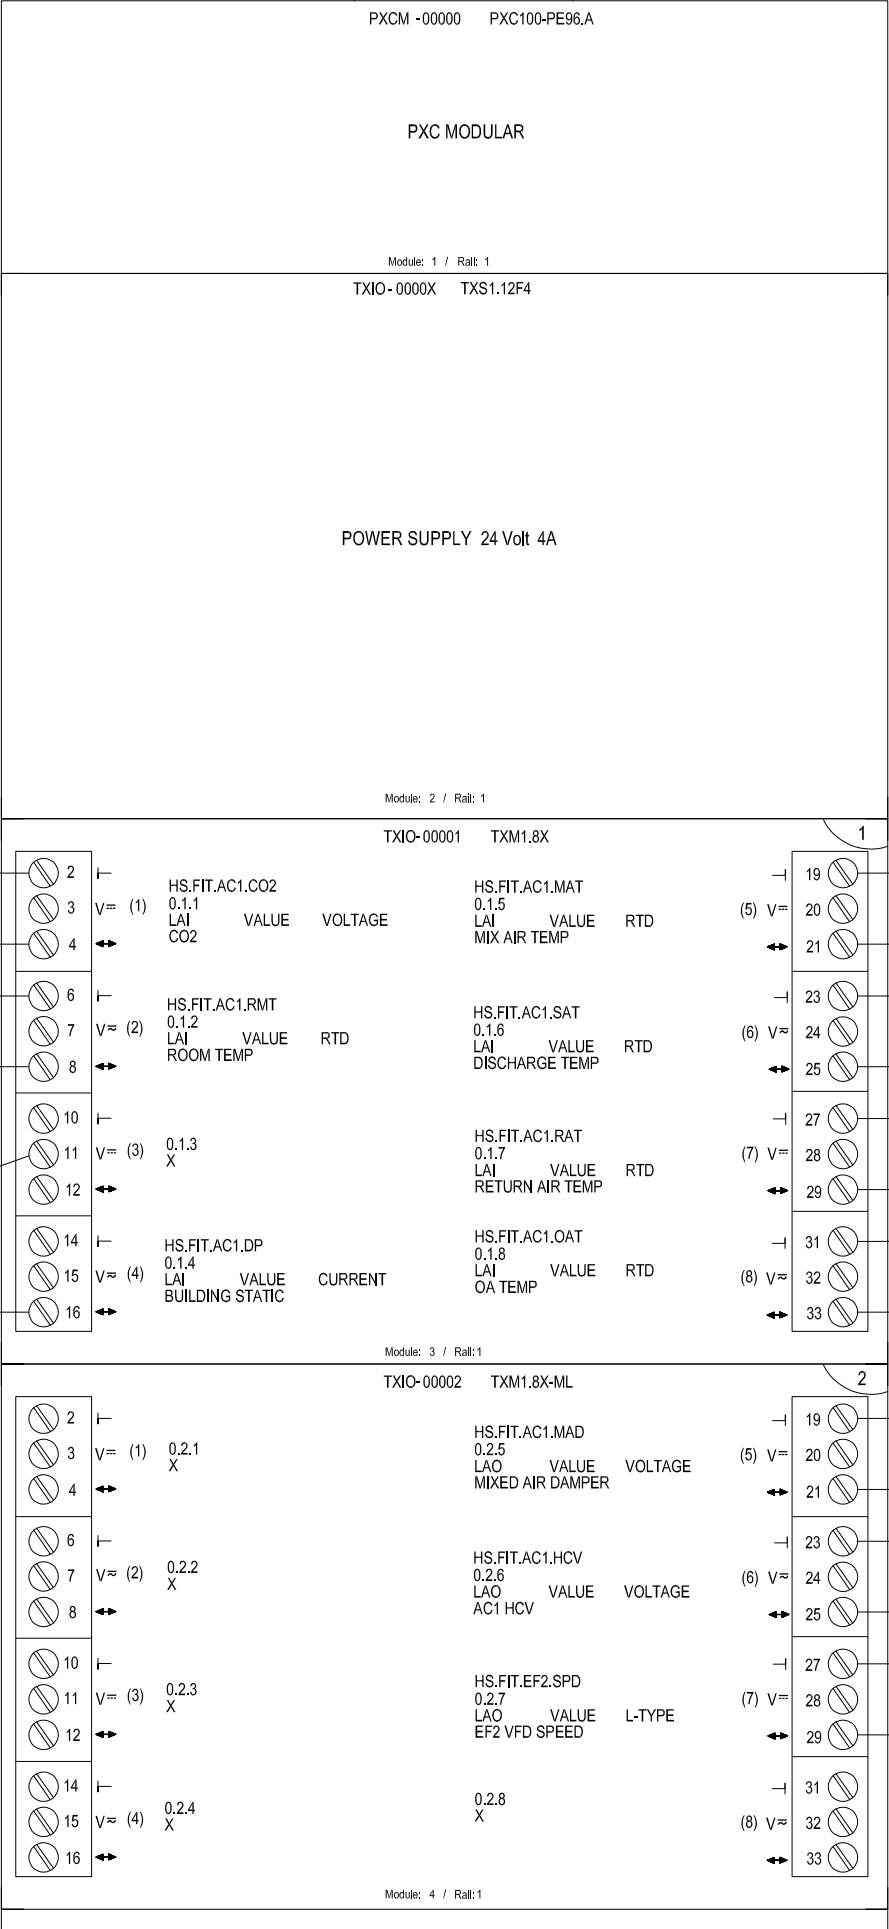 PXCM -00000 PXC100-PE96.A
PXC MODULAR
Module: 1 / Rail: 1
TXIO- 0000X TXS1.12F4
POWER SUPPLY 24 Volt 4A
Module: 2 / Rail: 1
TXIO- 00001 TXM1.8X
1
2
3 V (1)
4
HS.FIT.AC1.CO2
0.1.1
LAI VALUE VOLTAGE
CO2
HS.FIT.AC1.MAT
0.1.5
LAI VALUE RTD
MIX AIR TEMP
19
(5) V 20
21
6
7 V (2)
8
HS.FIT.AC1.RMT
0.1.2
LAI VALUE RTD
ROOM TEMP
HS.FIT.AC1.SAT
0.1.6
LAI VALUE RTD
DISCHARGE TEMP
23
(6) V 24
25
10
11 V (3)
12
0.1.3
X
HS.FIT.AC1.RAT
0.1.7
LAI VALUE RTD
RETURN AIR TEMP
27
(7) V 28
29
14
15 V (4)
16
HS.FIT.AC1.DP
0.1.4
LAI VALUE CURRENT
BUILDING STATIC
HS.FIT.AC1.OAT
0.1.8
LAI VALUE RTD
OA TEMP
31
(8) V 32
33
Module: 3 / Rail:1
TXIO- 00002 TXM1.8X-ML
2
2
3 V (1)
4
0.2.1
X
HS.FIT.AC1.MAD
0.2.5
LAO VALUE VOLTAGE
MIXED AIR DAMPER
19
(5) V 20
21
6
7 V (2)
8
0.2.2
X
HS.FIT.AC1.HCV
0.2.6
LAO VALUE VOLTAGE
AC1 HCV
23
(6) V 24
25
10
11 V (3)
12
0.2.3
X
HS.FIT.EF2.SPD
0.2.7
LAO VALUE L-TYPE
EF2 VFD SPEED
27
(7) V 28
29
14
15 V (4)
16
0.2.4
X
0.2.8
X
31
(8) V 32
33
Module: 4 / Rail:1